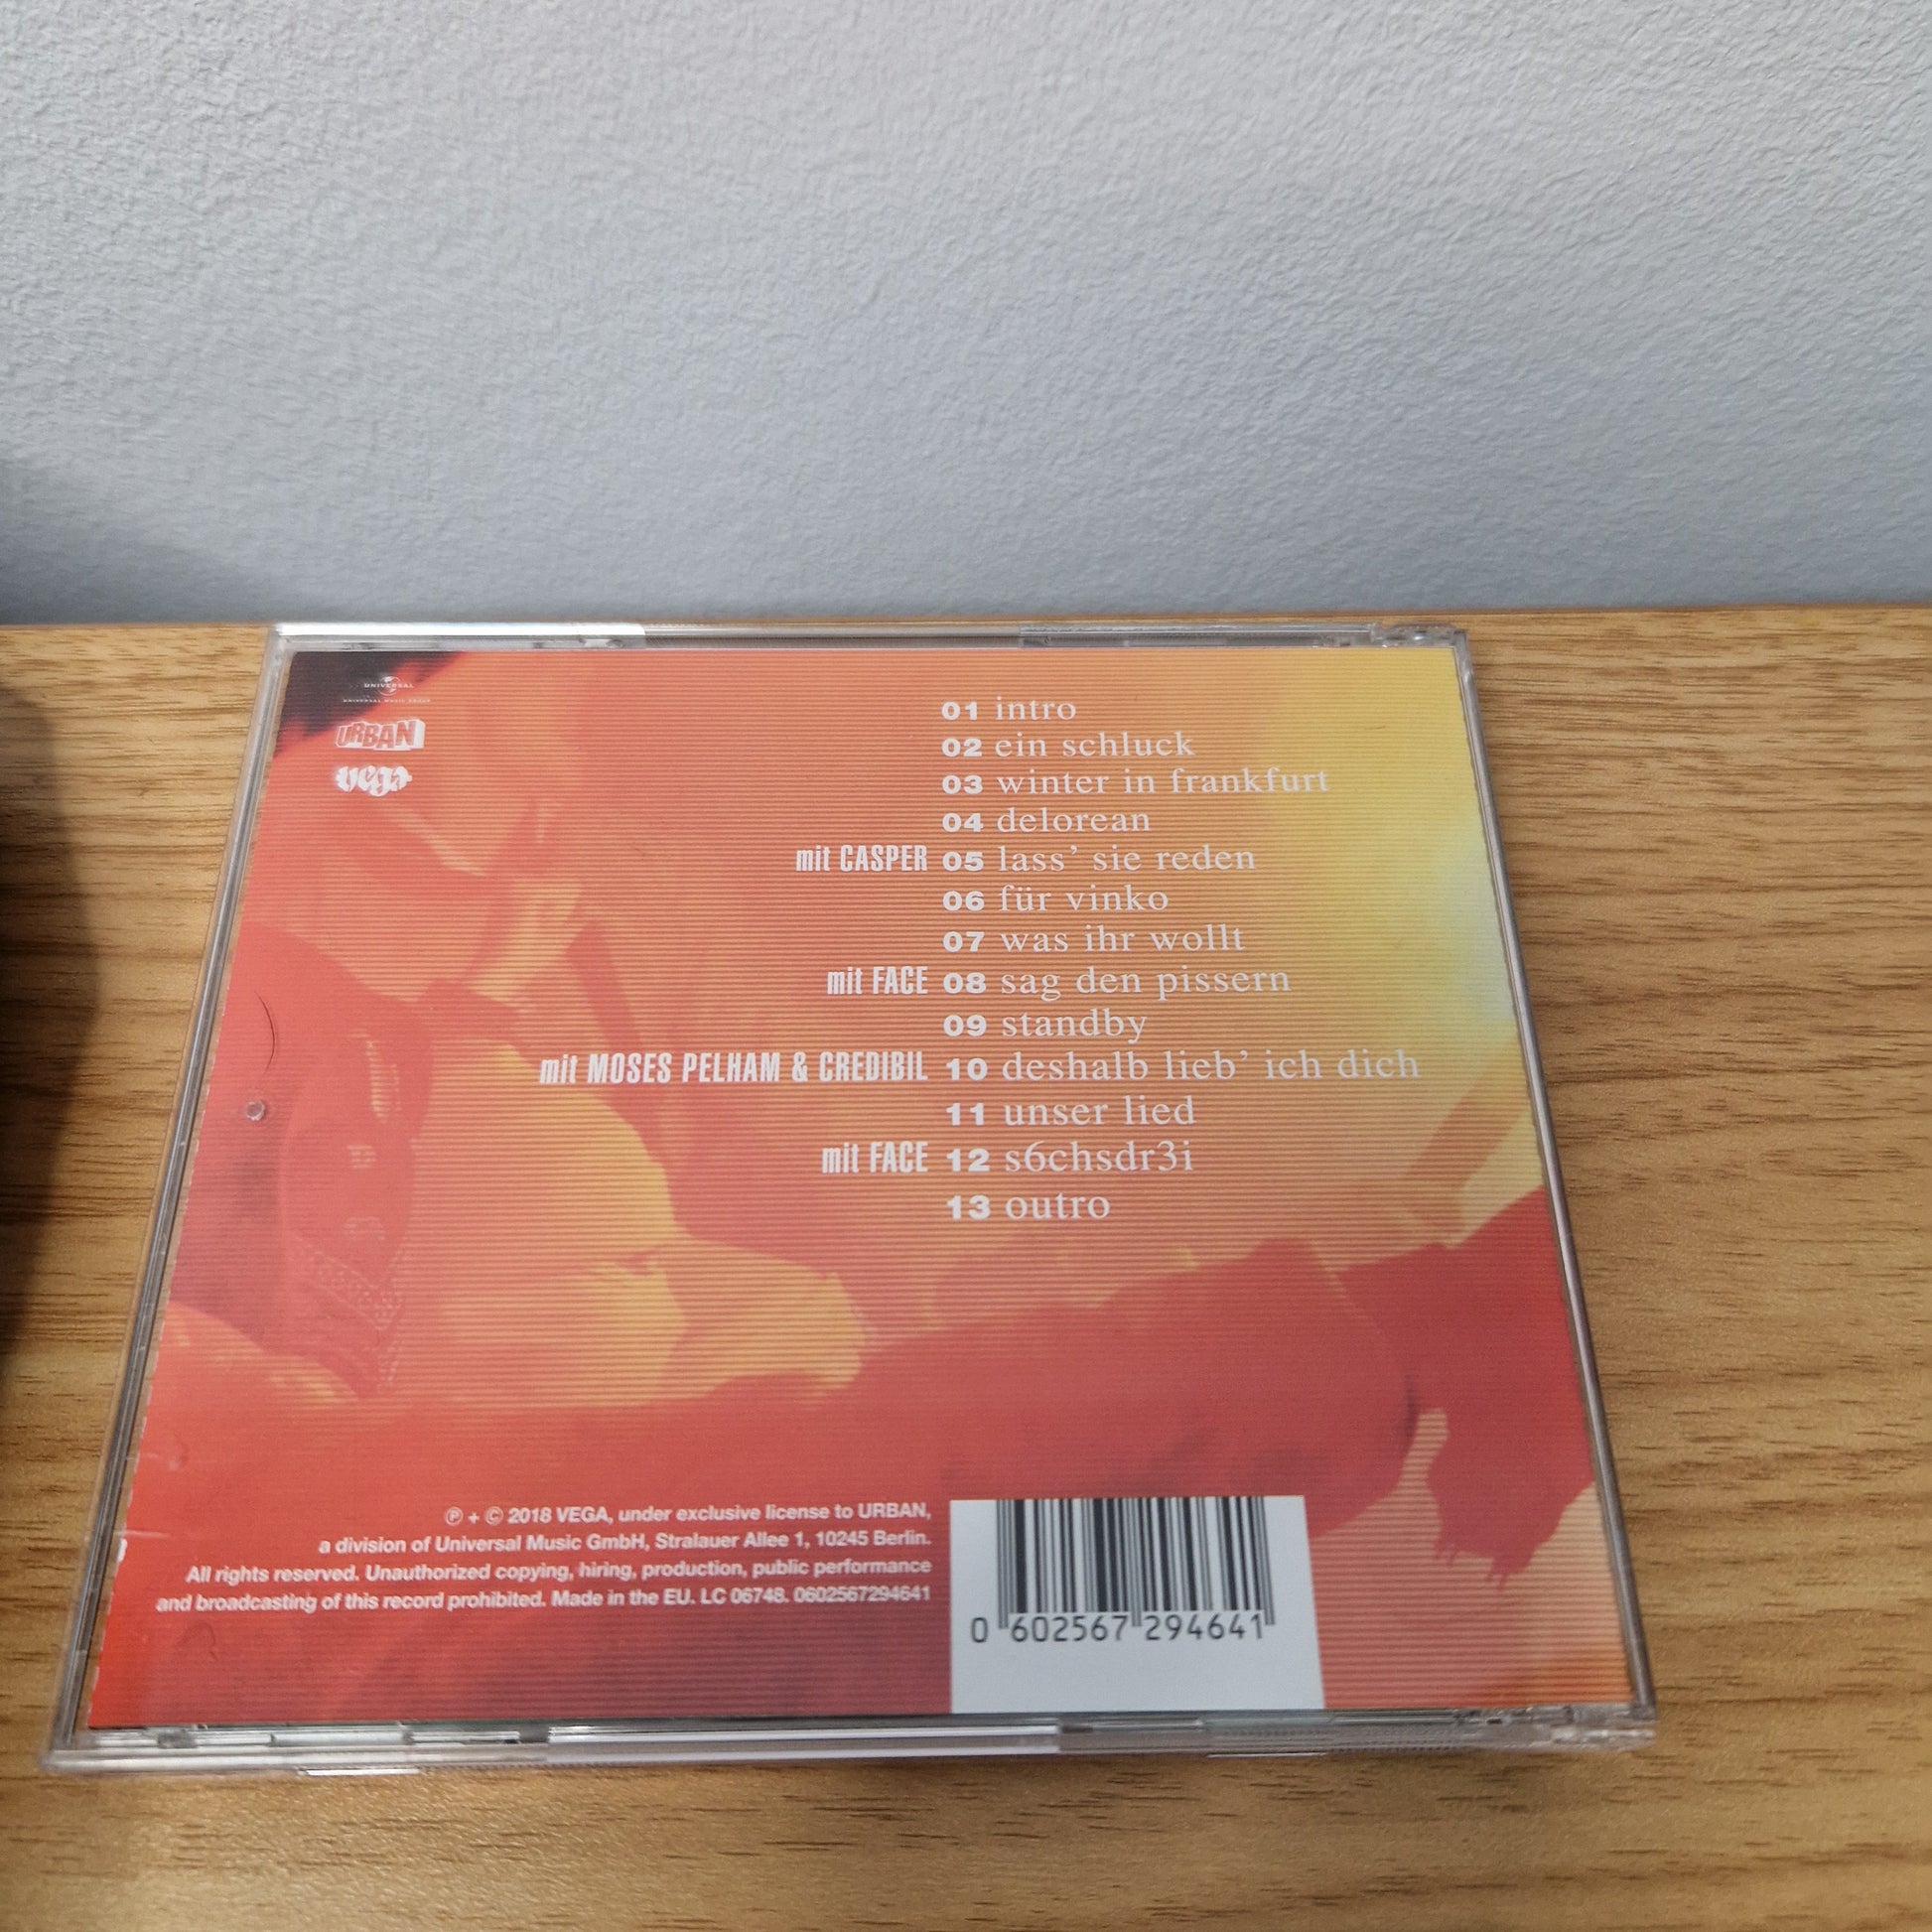 UNIVERSAL
UNIVERSAL MUSIC GROUP
URBAN
vega
01 intro
02 ein schluck
03 winter in frankfurt
04 delorean
mit CASPER 05 lass’ sie reden
06 für vinko
07 was ihr wollt
mit FACE 08 sag den pissern
09 standby
mit MOSES PELHAM & CREDIBIL 10 deshalb lieb’ ich dich
11 unser lied
mit FACE 12 s6chsdr3i
13 outro
℗ + © 2018 VEGA, under exclusive license to URBAN,
a division of Universal Music GmbH, Stralauer Allee 1, 10245 Berlin.
All rights reserved. Unauthorized copying, hiring, production, public performance
and broadcasting of this record prohibited. Made in the EU. LC 06748. 0602567294641
0 602567 294641